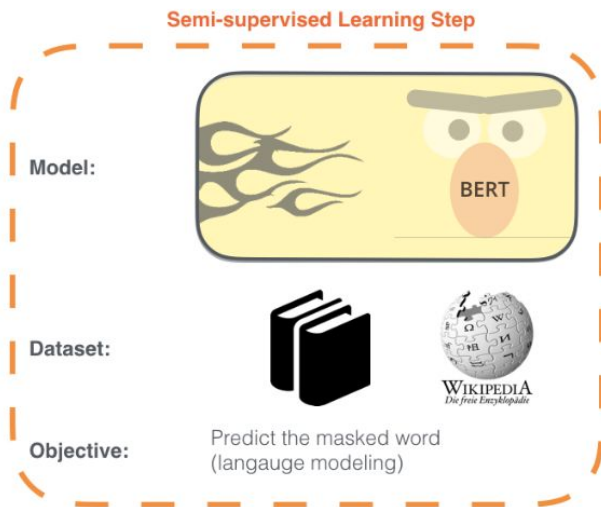 Semi-supervised Learning Step
Model:
BERT
Dataset:
WIKIPEDIA
Die freie Enzyklopädie
Objective:
Predict the masked word
(langauge modeling)